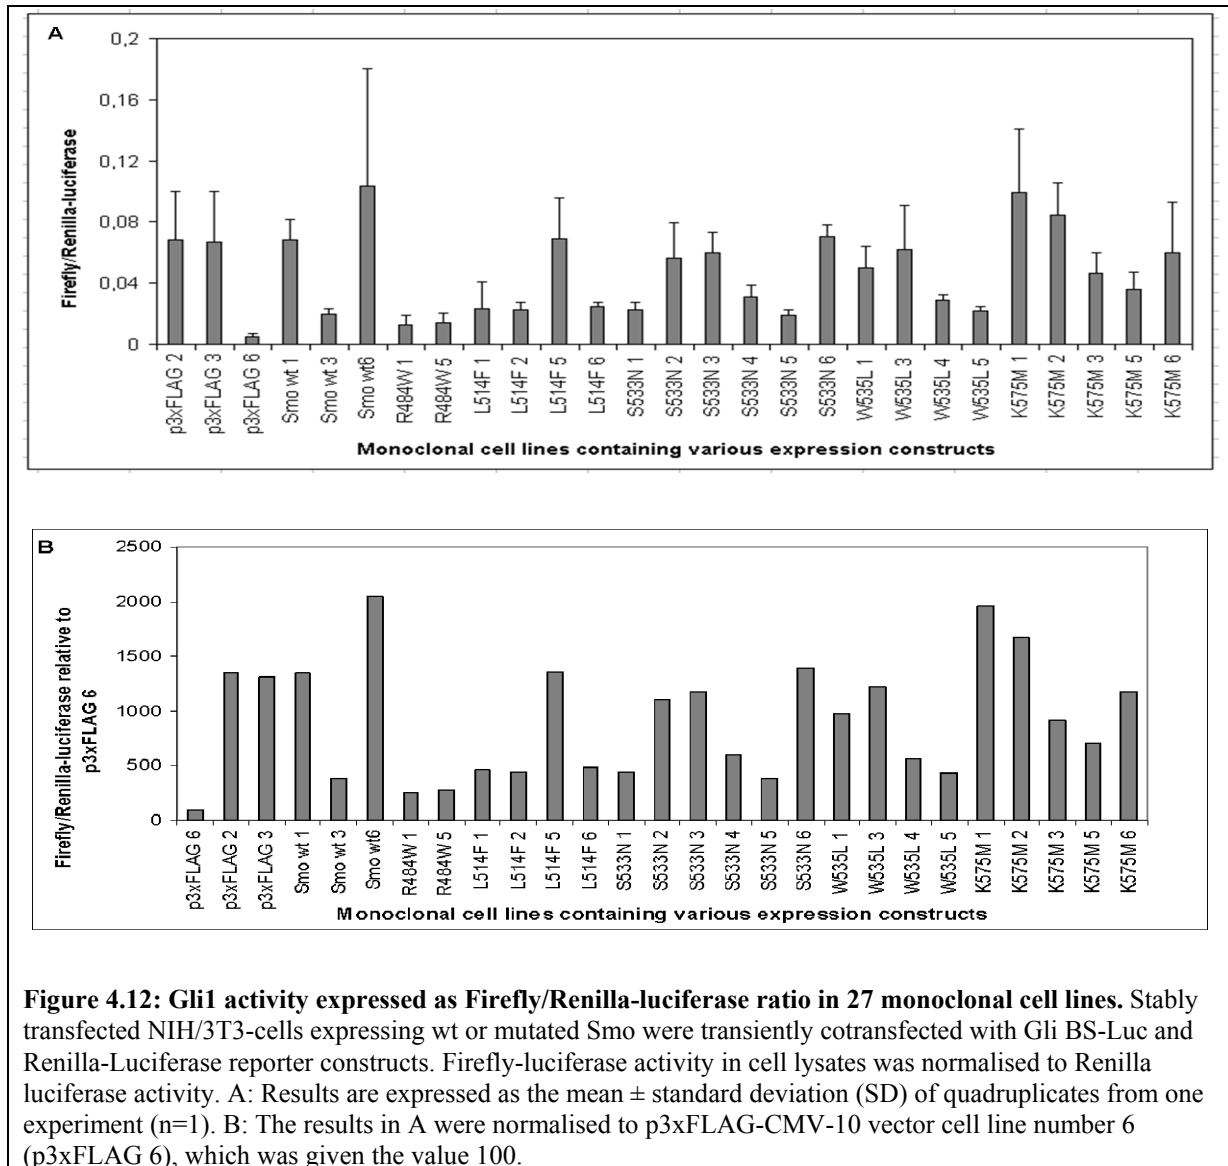 A
Firefly/Renilla-luciferase
0,2
0,16
0,12
0,08
0,04
0
p3xFLAG 2
p3xFLAG 3
p3xFLAG 6
Smo wt 1
Smo wt 3
Smo wt6
R484W 1
R484W 5
L514F 1
L514F 2
L514F 5
L514F 6
S533N 1
S533N 2
S533N 3
S533N 4
S533N 5
S533N 6
W535L 1
W535L 3
W535L 4
W535L 5
K575M 1
K575M 2
K575M 3
K575M 5
K575M 6
Monoclonal cell lines containing various expression constructs
B
Firefly/Renilla-luciferase relative to
p3xFLAG 6
2500
2000
1500
1000
500
0
p3xFLAG 6
p3xFLAG 2
p3xFLAG 3
Smo wt 1
Smo wt 3
Smo wt6
R484W 1
R484W 5
L514F 1
L514F 2
L514F 5
L514F 6
S533N 1
S533N 2
S533N 3
S533N 4
S533N 5
S533N 6
W535L 1
W535L 3
W535L 4
W535L 5
K575M 1
K575M 2
K575M 3
K575M 5
K575M 6
Monoclonal cell lines containing various expression constructs
Figure 4.12: Gli1 activity expressed as Firefly/Renilla-luciferase ratio in 27 monoclonal cell lines. Stably
transfected NIH/3T3-cells expressing wt or mutated Smo were transiently cotransfected with Gli BS-Luc and
Renilla-Luciferase reporter constructs. Firefly-luciferase activity in cell lysates was normalised to Renilla
luciferase activity. A: Results are expressed as the mean ± standard deviation (SD) of quadruplicates from one
experiment (n=1). B: The results in A were normalised to p3xFLAG-CMV-10 vector cell line number 6
(p3xFLAG 6), which was given the value 100.